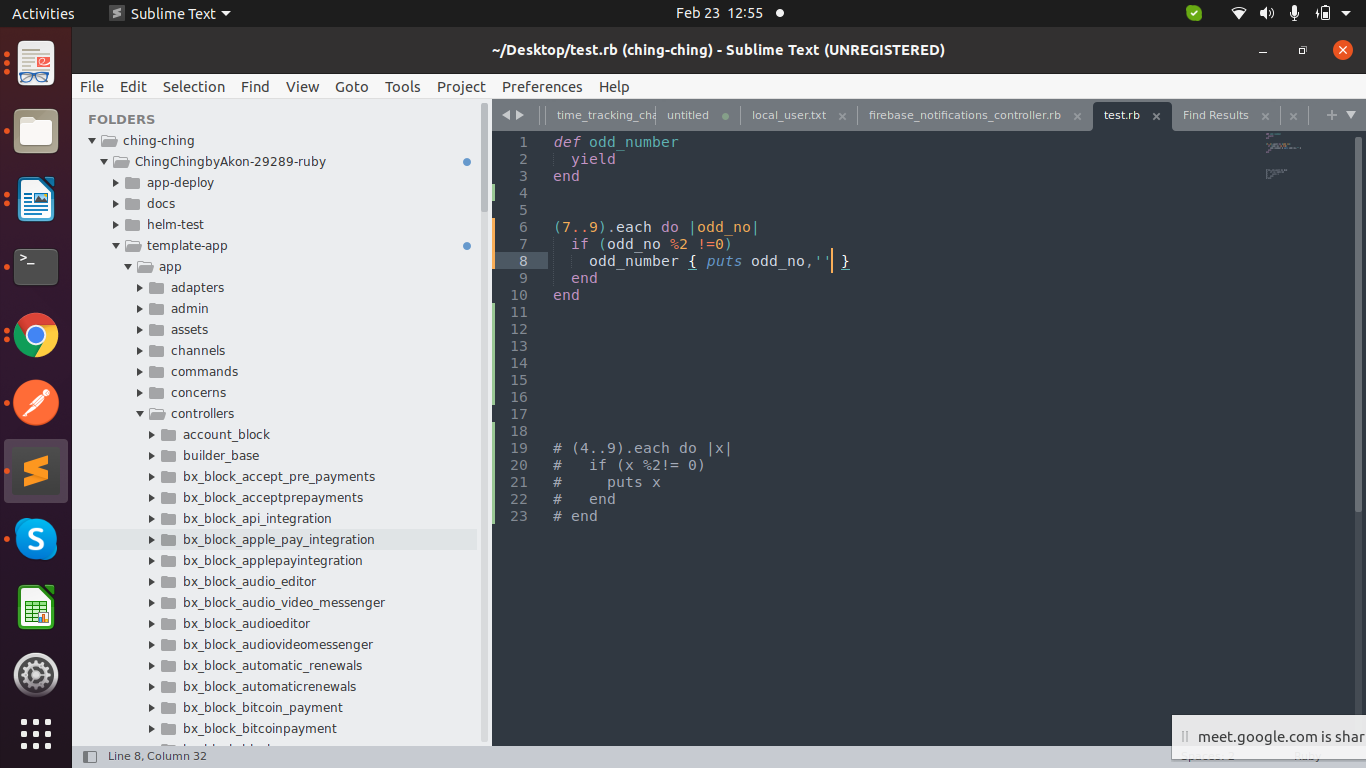 Activities Sublime Text Feb 23 12:55
~/Desktop/test.rb (ching-ching) - Sublime Text (UNREGISTERED)
File Edit Selection Find View Goto Tools Project Preferences Help
FOLDERS
ching-ching
ChingChingbyAkon-29289-ruby
app-deploy
docs
helm-test
template-app
app
adapters
admin
assets
channels
commands
concerns
controllers
account_block
builder_base
bx_block_accept_pre_payments
bx_block_acceptprepayments
bx_block_api_integration
bx_block_apple_pay_integration
bx_block_applepayintegration
bx_block_audio_editor
bx_block_audio_video_messenger
bx_block_audioeditor
bx_block_audiovideomessenger
bx_block_automatic_renewals
bx_block_automaticrenewals
bx_block_bitcoin_payment
bx_block_bitcoinpayment
time_tracking_cha untitled local_user.txt firebase_notifications_controller.rb test.rb Find Results
1 def odd_number
2 yield
3 end
4
5
6 (7..9).each do |odd_no|
7 if (odd_no %2 !=0)
8 odd_number { puts odd_no,'' }
9 end
10 end
11
12
13
14
15
16
17
18
19 # (4..9).each do |x|
20 # if (x %2!= 0)
21 # puts x
22 # end
23 # end
>_
S
meet.google.com is shar
Line 8, Column 32